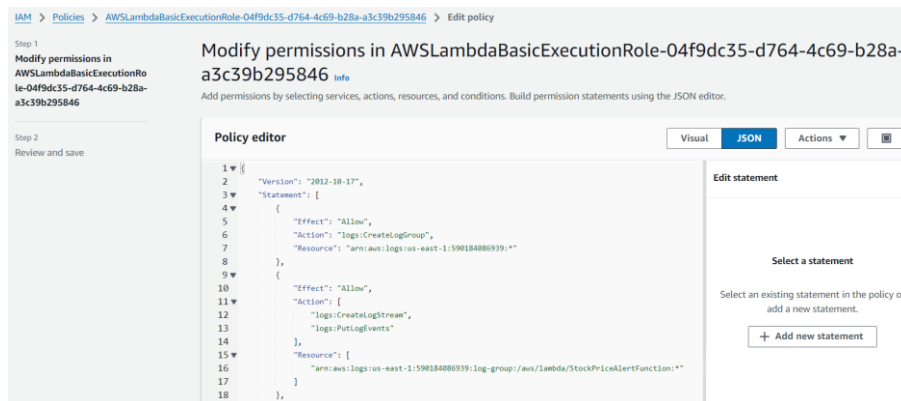 IAM > Policies > AWSLambdaBasicExecutionRole-04f9dc35-d764-4c69-b28a-a3c39b295846 > Edit policy
Step 1
Modify permissions in
AWSLambdaBasicExecutionRo
le-04f9dc35-d764-4c69-b28a-
a3c39b295846
Step 2
Review and save
Modify permissions in AWSLambdaBasicExecutionRole-04f9dc35-d764-4c69-b28a-
a3c39b295846 Info
Add permissions by selecting services, actions, resources, and conditions. Build permission statements using the JSON editor.
Policy editor
Visual JSON Actions
1 {
2 "Version": "2012-10-17",
3 "Statement": [
4 {
5 "Effect": "Allow",
6 "Action": "logs:CreateLogGroup",
7 "Resource": "arn:aws:logs:us-east-1:590184086939:*"
8 },
9 {
10 "Effect": "Allow",
11 "Action": [
12 "logs:CreateLogStream",
13 "logs:PutLogEvents"
14 ],
15 "Resource": [
16 "arn:aws:logs:us-east-1:590184086939:log-group:/aws/lambda/StockPriceAlertFunction:*"
17 ]
18 },
Edit statement
Select a statement
Select an existing statement in the policy o
add a new statement.
+ Add new statement